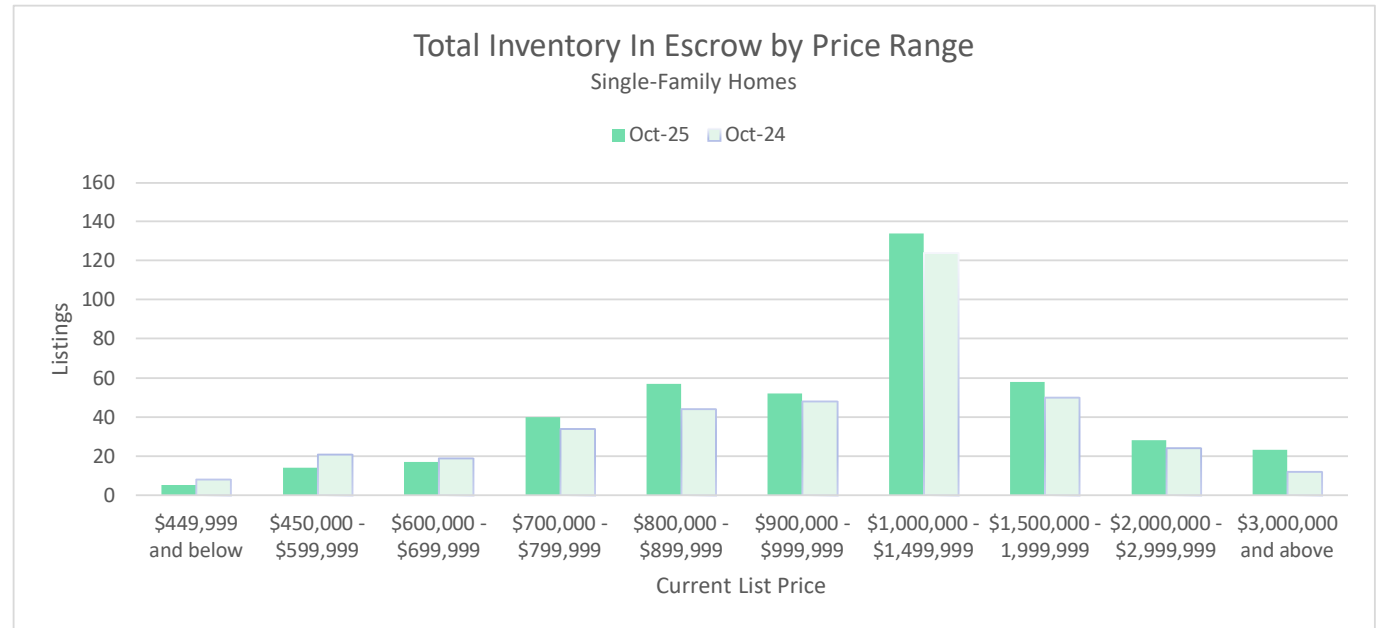 Total Inventory In Escrow by Price Range
Single-Family Homes
Oct-25 Oct-24
160
140
120
100
80
60
40
20
0
Listings
$449,999 $450,000 - $600,000 - $700,000 - $800,000 - $900,000 - $1,000,000 - $1,500,000 - $2,000,000 - $3,000,000
and below $599,999 $699,999 $799,999 $899,999 $999,999 $1,499,999 1,999,999 $2,999,999 and above
Current List Price